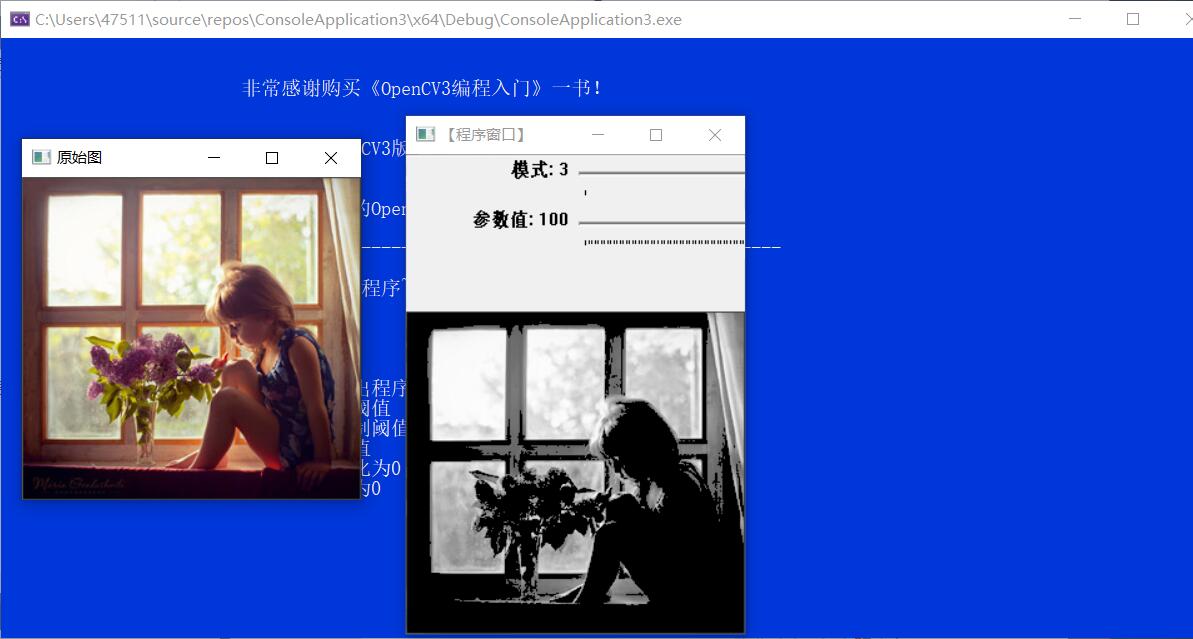 C:\Users\47511\source\repos\ConsoleApplication3\x64\Debug\ConsoleApplication3.exe
非常感谢购买《OpenCV3编程入门》一书!
【程序窗口】
CV3版
原始图
模式: 3
的Open
参数值: 100
程序
出程序
阈值
制阈值
值
化为0
为0